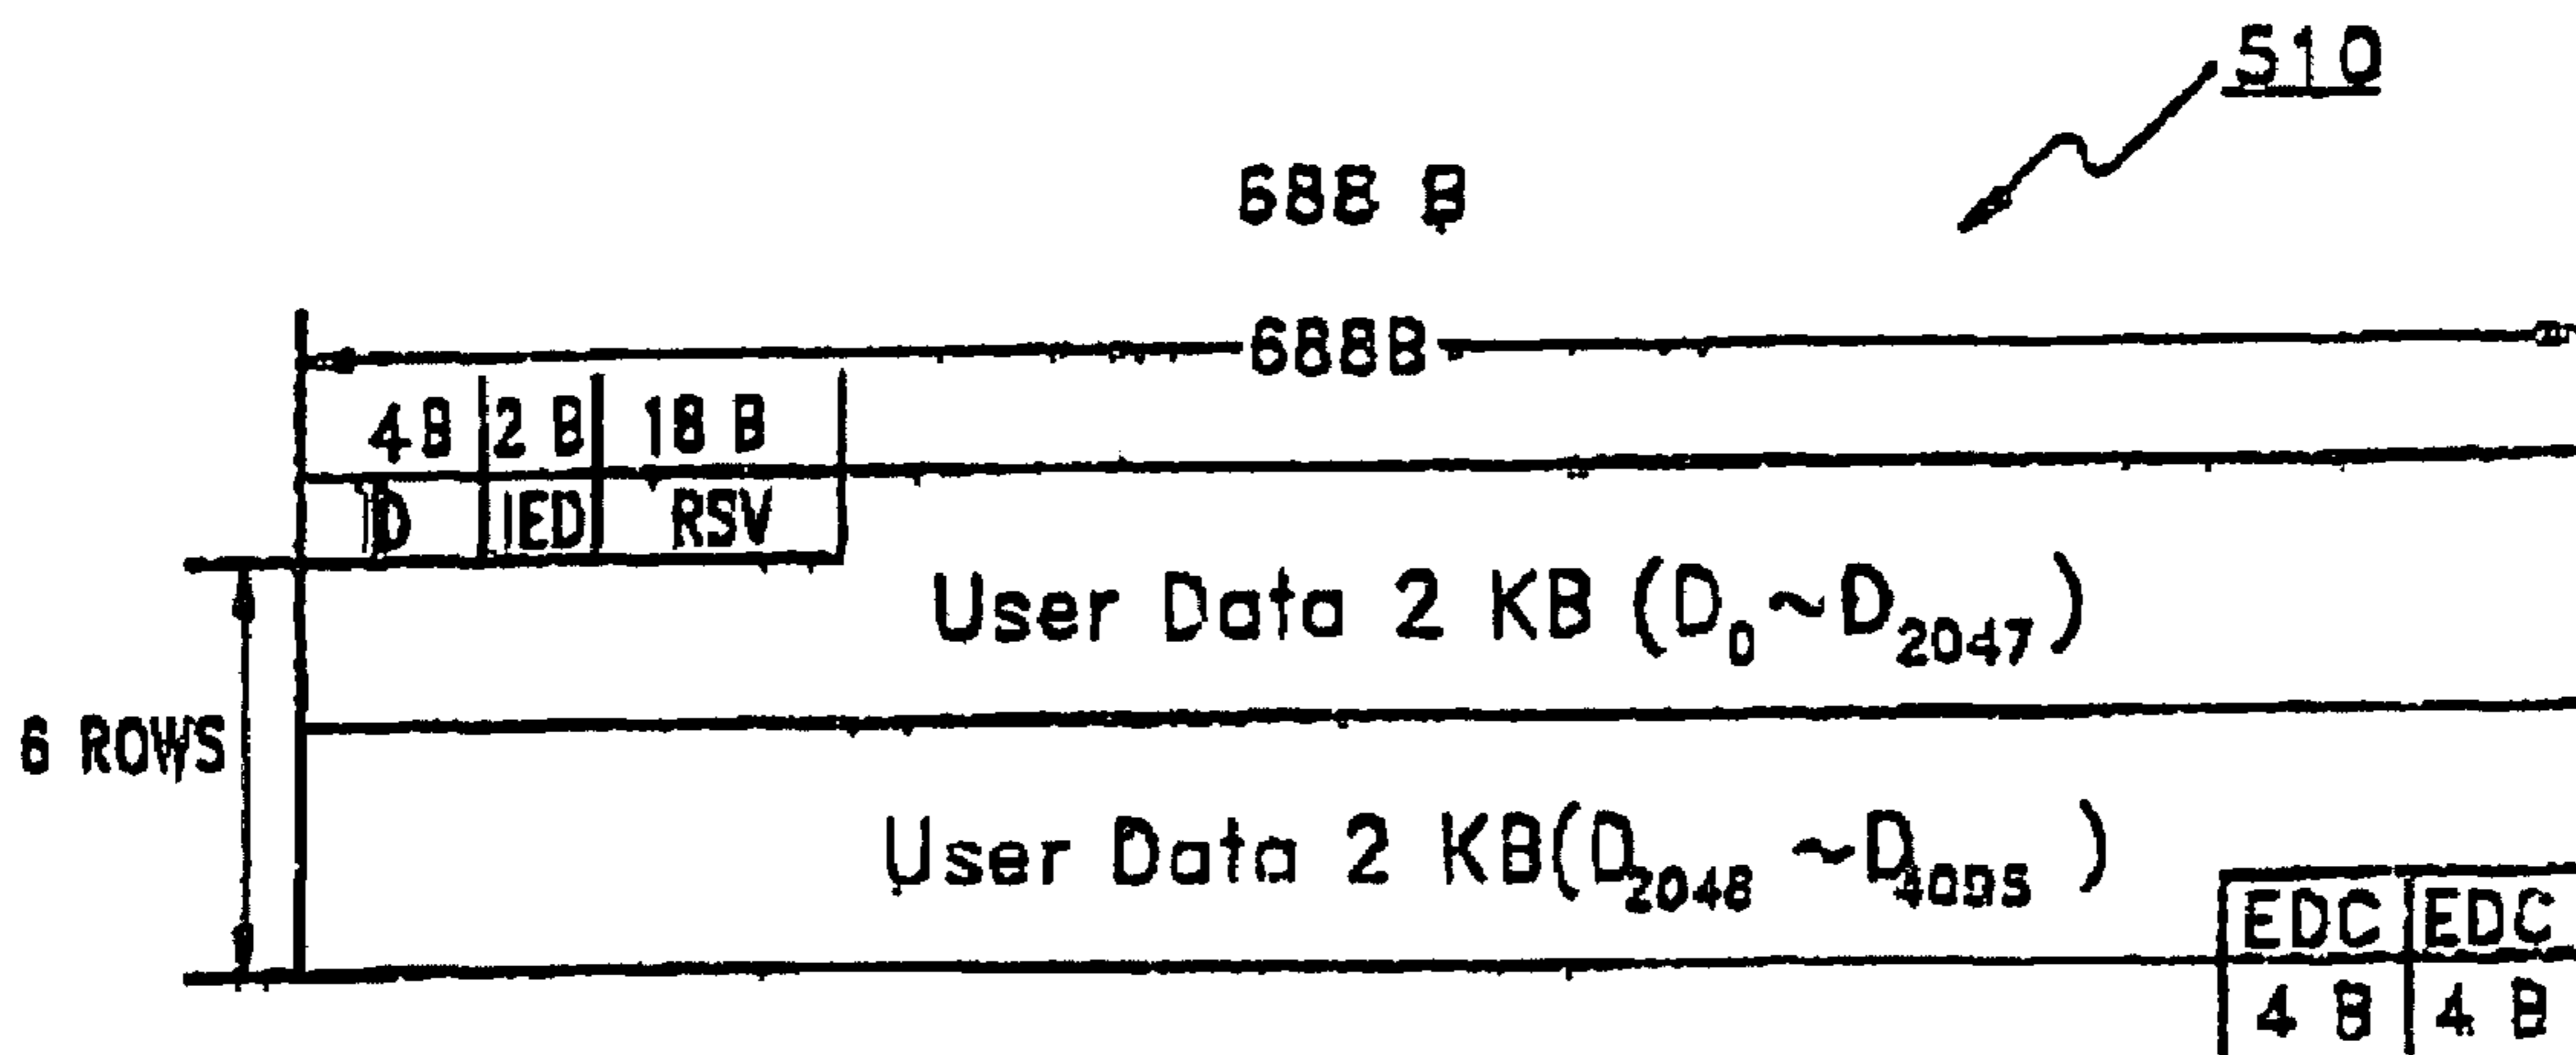 510
688 B
688B
4B 2 B 18 B
ID IED RSV
User Data 2 KB (D0~D2047)
6 ROWS
User Data 2 KB(D2048 ~D4095 )
EDC EDC
4 B 4 B